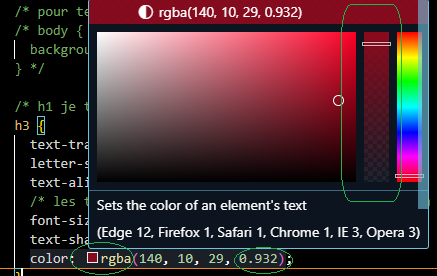 /* pour te
/* body {
backgrou
} */
/* h1 je t
h3 {
text-tra
letter-s
text-ali
/* les t
font-siz
text-sha
color: rgba(140, 10, 29, 0.932);
}
rgba(140, 10, 29, 0.932)
Sets the color of an element's text
(Edge 12, Firefox 1, Safari 1, Chrome 1, IE 3, Opera 3)